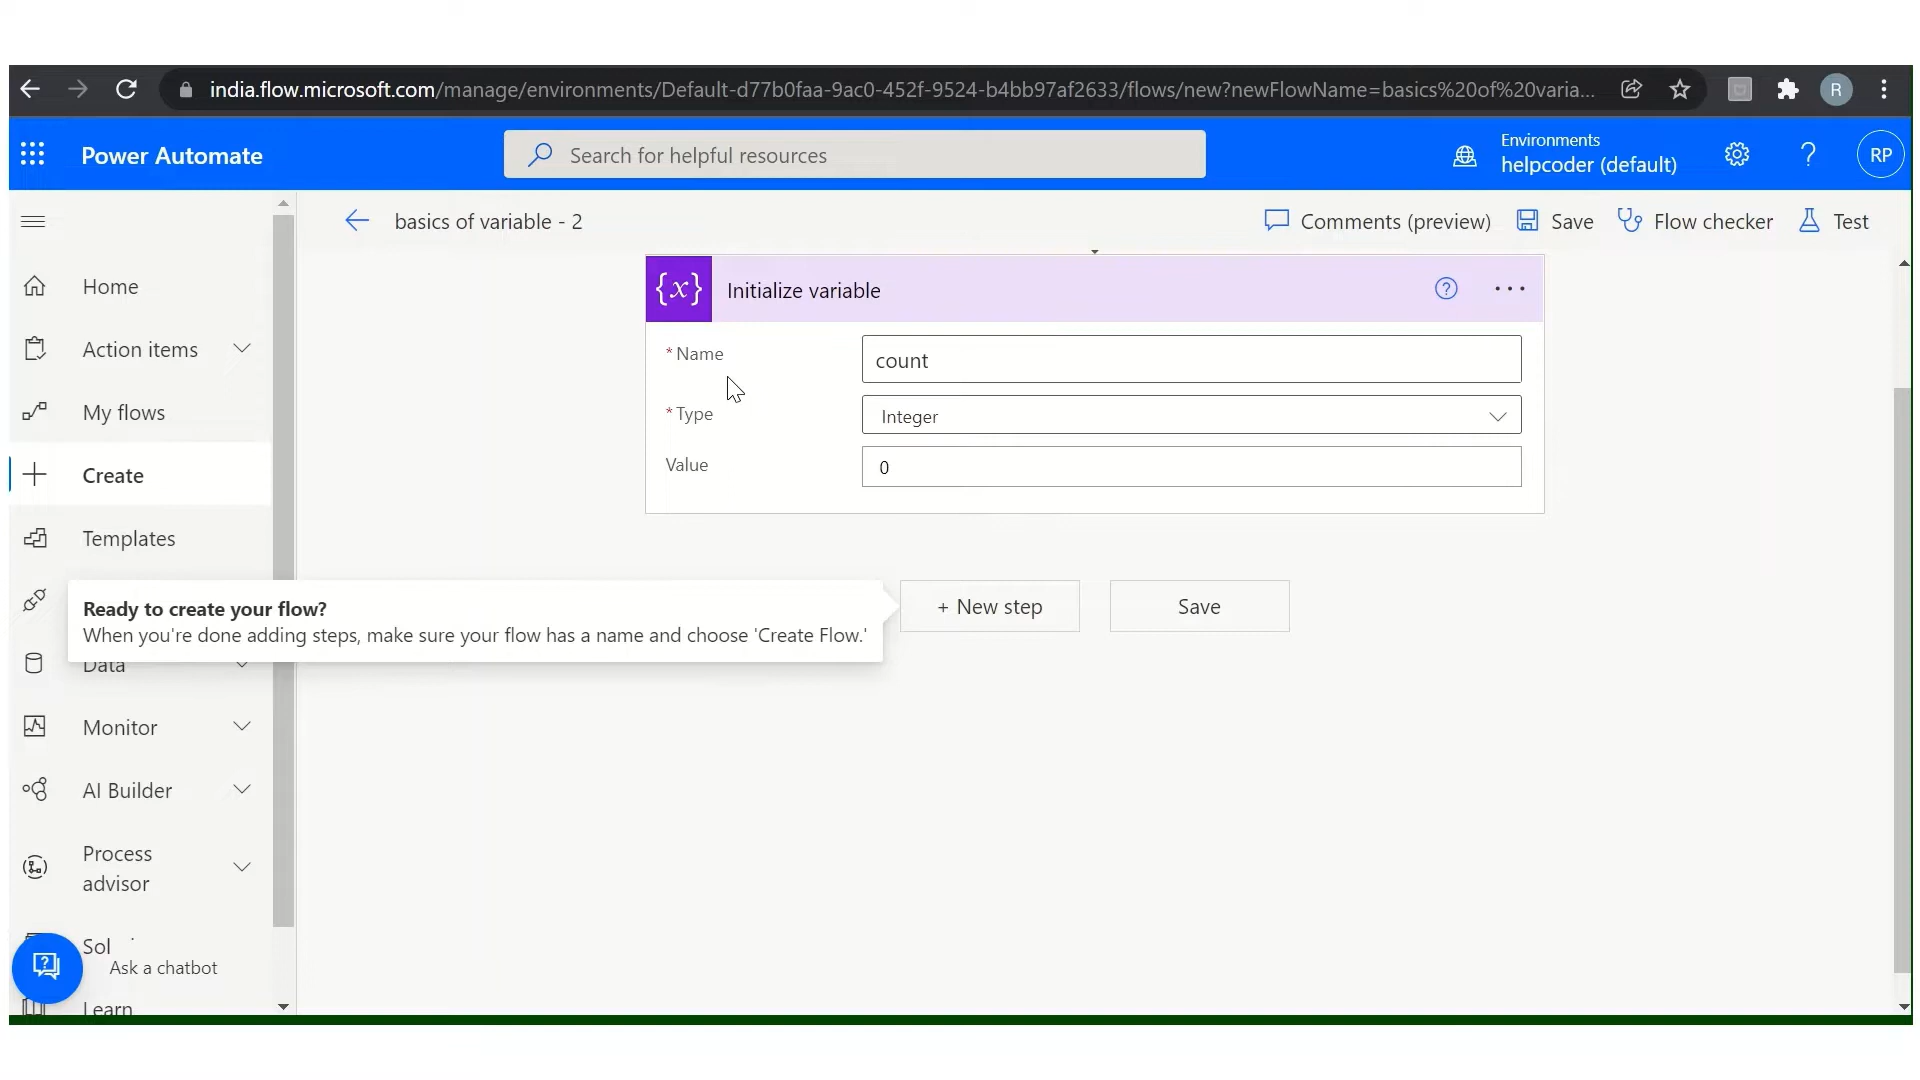 india.flow.microsoft.com/manage/environments/Default-d77b0faa-9ac0-452f-9524-b4bb97af2633/flows/new?newFlowName=basics%20of%20varia...
R
Power Automate
Search for helpful resources
Environments
helpcoder (default)
?
RP
basics of variable - 2
Comments (preview)
Save
Flow checker
Test
Home
Action items
My flows
Create
Templates
Data
Monitor
AI Builder
Process
advisor
Sol
Ask a chatbot
Learn
{x}
Initialize variable
?
...
* Name
count
* Type
Integer
Value
0
Ready to create your flow?
When you're done adding steps, make sure your flow has a name and choose 'Create Flow.'
+ New step
Save